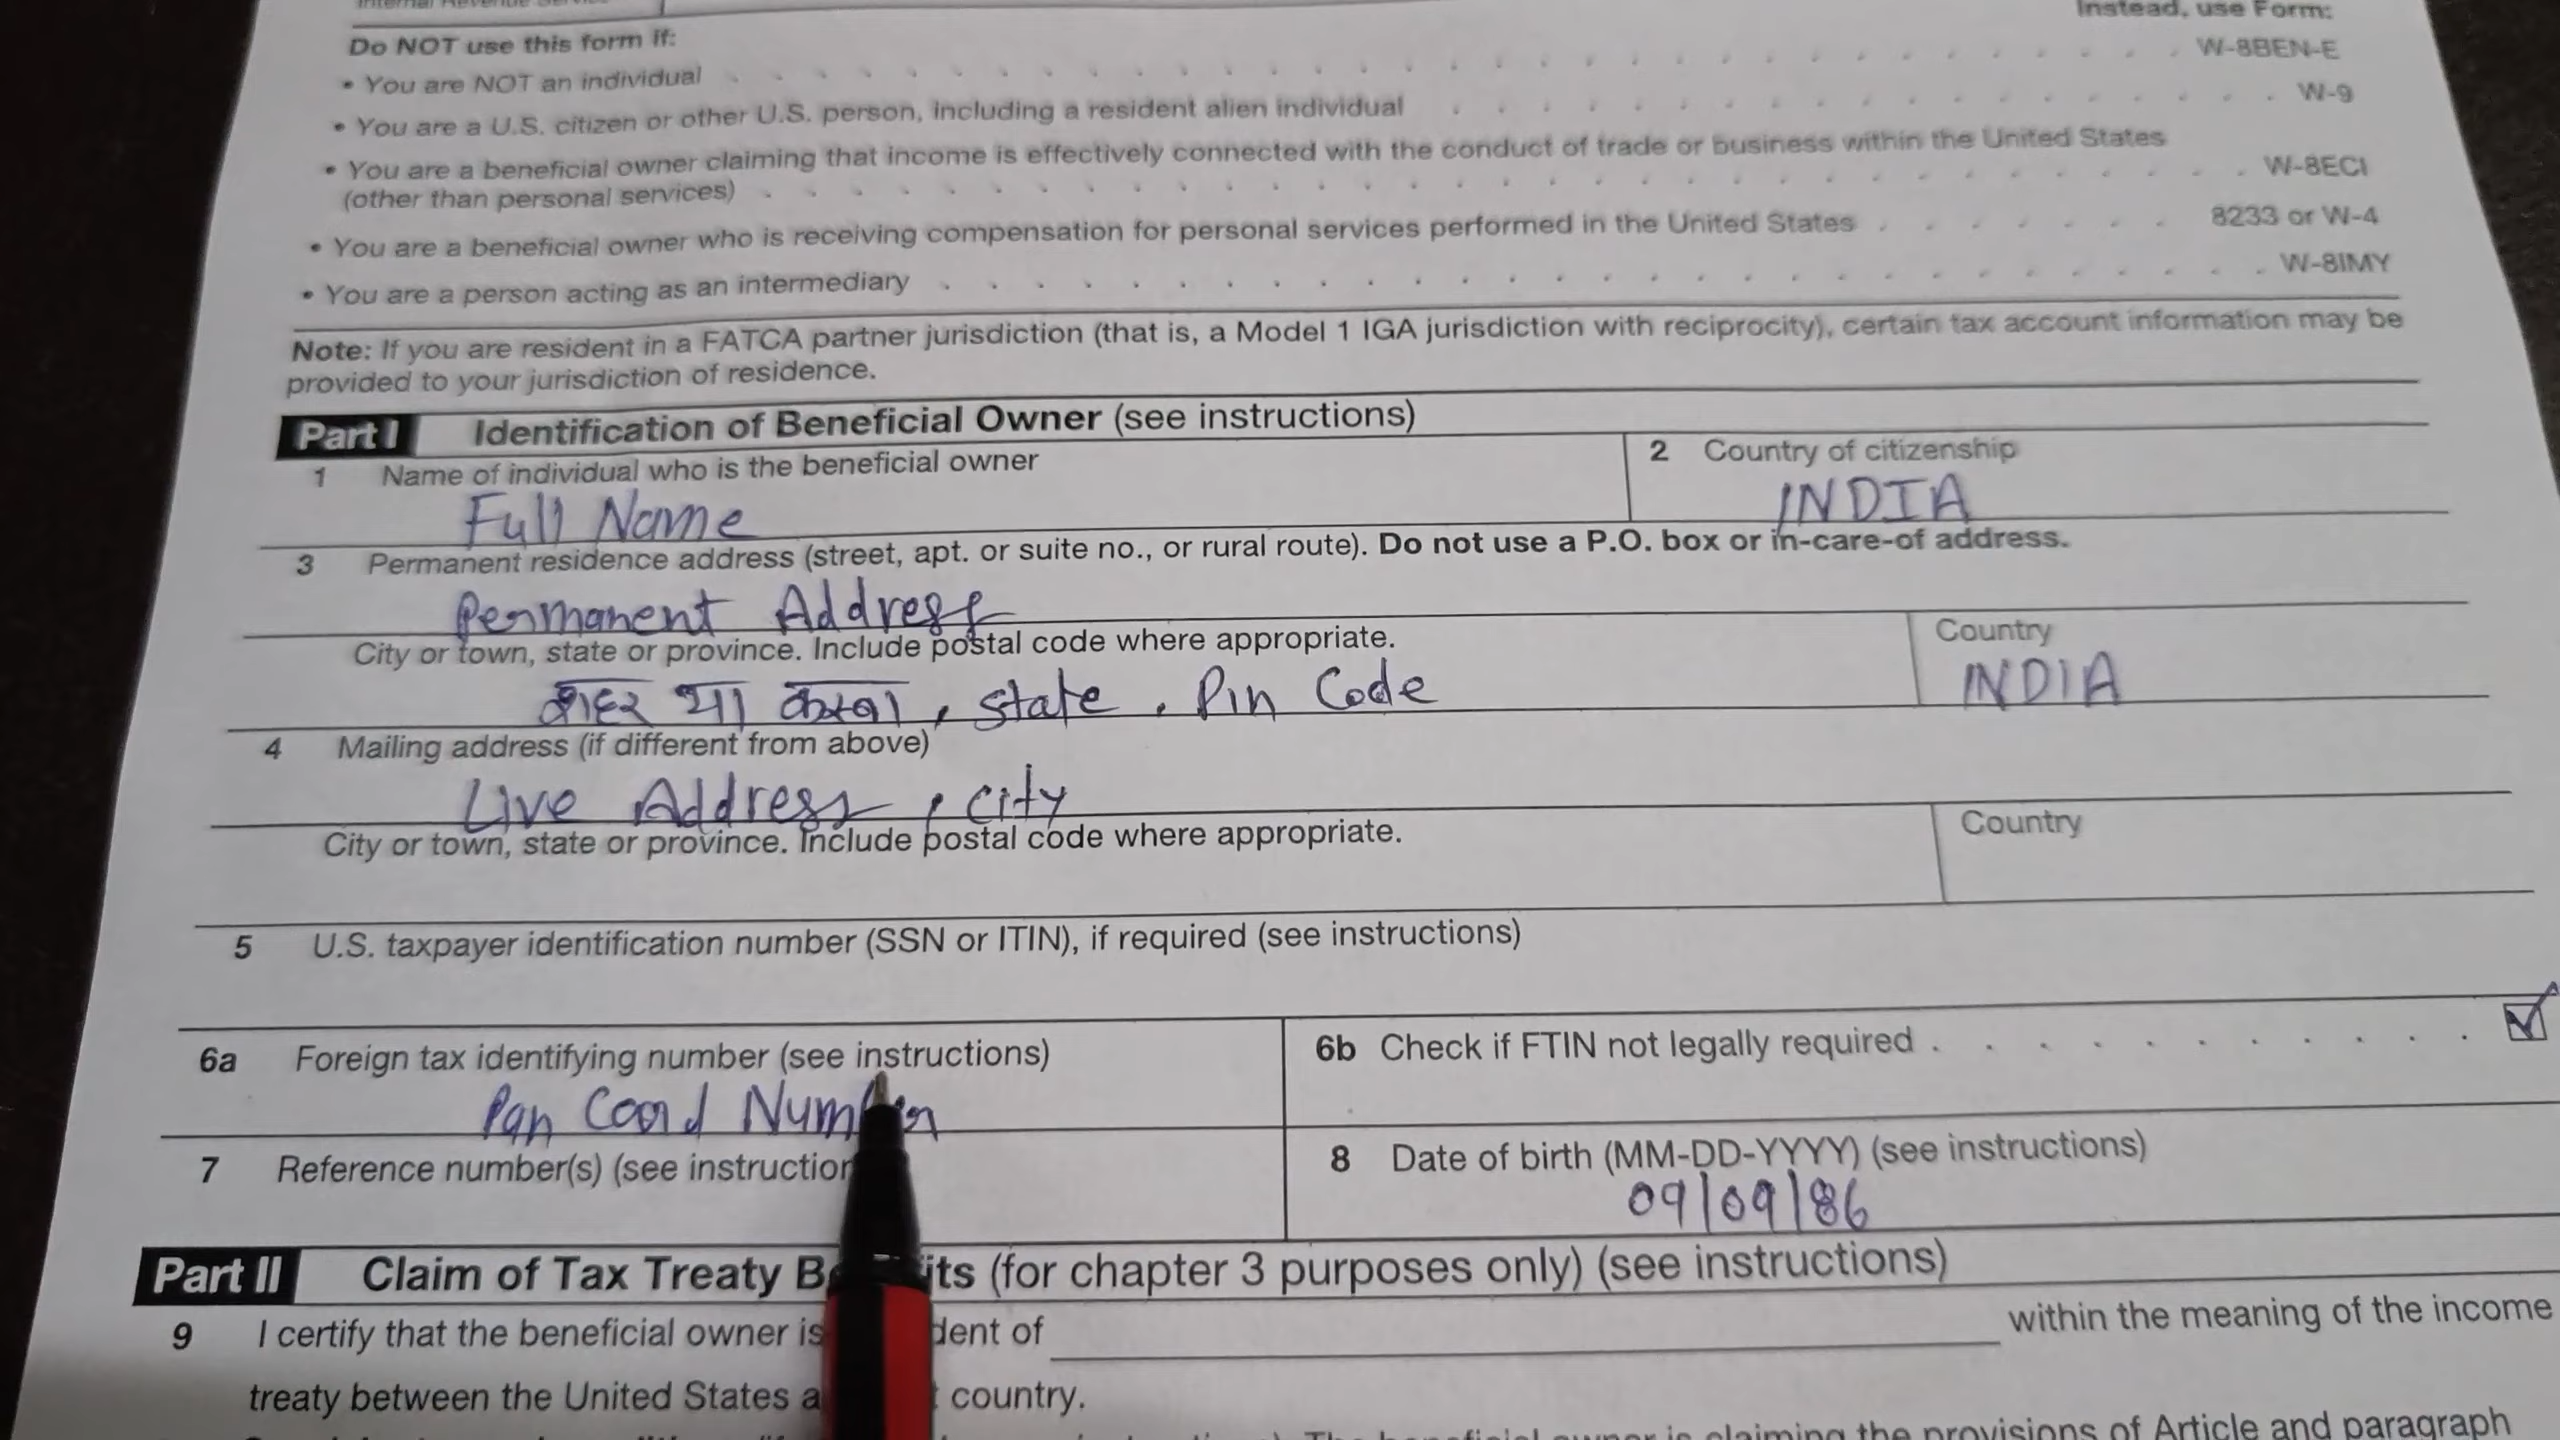 Instead, use Form:
Do NOT use this form if:
• You are NOT an individual . . . . . . . . . . . . . . . . . . . . . W-8BEN-E
• You are a U.S. citizen or other U.S. person, including a resident alien individual . . . . . . . . . . W-9
• You are a beneficial owner claiming that income is effectively connected with the conduct of trade or business within the United States
(other than personal services) . . . . . . . . . . . . . . . . . . . . . W-8ECI
• You are a beneficial owner who is receiving compensation for personal services performed in the United States . . . . . . . 8233 or W-4
• You are a person acting as an intermediary . . . . . . . . . . . . . . . . . . . . W-8IMY
Note: If you are resident in a FATCA partner jurisdiction (that is, a Model 1 IGA jurisdiction with reciprocity), certain tax account information may be
provided to your jurisdiction of residence.
Part I Identification of Beneficial Owner (see instructions)
1 Name of individual who is the beneficial owner
Full Name
2 Country of citizenship
INDIA
3 Permanent residence address (street, apt. or suite no., or rural route). Do not use a P.O. box or in-care-of address.
Permanent Address
City or town, state or province. Include postal code where appropriate.
शहर या कस्बा, state, Pin Code
Country
INDIA
4 Mailing address (if different from above)
Live Address, city
City or town, state or province. Include postal code where appropriate.
Country
5 U.S. taxpayer identification number (SSN or ITIN), if required (see instructions)
6a Foreign tax identifying number (see instructions)
Pan Card Number
6b Check if FTIN not legally required . . . . . . . . . . .
7 Reference number(s) (see instruction
8 Date of birth (MM-DD-YYYY) (see instructions)
09/09/86
Part II Claim of Tax Treaty B its (for chapter 3 purposes only) (see instructions)
9 I certify that the beneficial owner is dent of within the meaning of the income
treaty between the United States a country.
the provisions of Article and paragraph